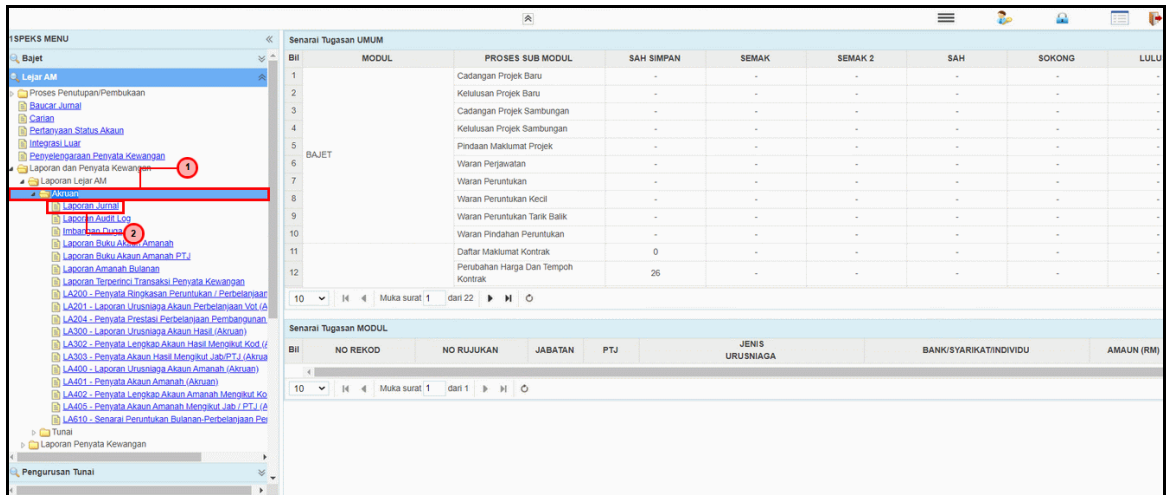 1SPEKS MENU
Bajet
Lejar AM
Proses Penutupan/Pembukaan
Baucar Jurnal
Carian
Pertanyaan Status Akaun
Integrasi Luar
Penyelengaraan Penyata Kewangan
Laporan dan Penyata Kewangan
1
Laporan Lejar AM
Akruan
Laporan Jurnal
Laporan Audit Log
Imbangan Duga
2
Laporan Buku Akaun Amanah
Laporan Buku Akaun Amanah PTJ
Laporan Amanah Bulanan
Laporan Terperinci Transaksi Penyata Kewangan
LA200 - Penyata Ringkasan Peruntukan / Perbelanjaan
LA201 - Laporan Urusniaga Akaun Perbelanjaan Vot (A
LA204 - Penyata Prestasi Perbelanjaan Pembangunan
LA300 - Laporan Urusniaga Akaun Hasil (Akruan)
LA302 - Penyata Lengkap Akaun Hasil Mengikut Kod (A
LA303 - Penyata Akaun Hasil Mengikut Jab/PTJ (Akrua
LA400 - Laporan Urusniaga Akaun Amanah (Akruan)
LA401 - Penyata Akaun Amanah (Akruan)
LA402 - Penyata Lengkap Akaun Amanah Mengikut Ko
LA405 - Penyata Akaun Amanah Mengikut Jab / PTJ (A
LA610 - Senarai Peruntukan Bulanan-Perbelanjaan Pe
Tunai
Laporan Penyata Kewangan
Pengurusan Tunai
Senarai Tugasan UMUM
Bil MODUL PROSES SUB MODUL SAH SIMPAN SEMAK SEMAK 2 SAH SOKONG LULU
1 Cadangan Projek Baru - - - - -
2 Kelulusan Projek Baru - - - - -
3 Cadangan Projek Sambungan - - - - -
4 Kelulusan Projek Sambungan - - - - -
5 Pindaan Maklumat Projek - - - - -
BAJET
6 Waran Perjawatan - - - - -
7 Waran Peruntukan - - - - -
8 Waran Peruntukan Kecil - - - - -
9 Waran Peruntukan Tarik Balik - - - - -
10 Waran Pindahan Peruntukan - - - - -
11 Daftar Maklumat Kontrak 0 - - - -
12 Perubahan Harga Dan Tempoh Kontrak 26 - - - -
10 Muka surat 1 dari 22
Senarai Tugasan MODUL
Bil NO REKOD NO RUJUKAN JABATAN PTJ JENIS URUSNIAGA BANK/SYARIKAT/INDIVIDU AMAUN (RM)
10 Muka surat 1 dari 1